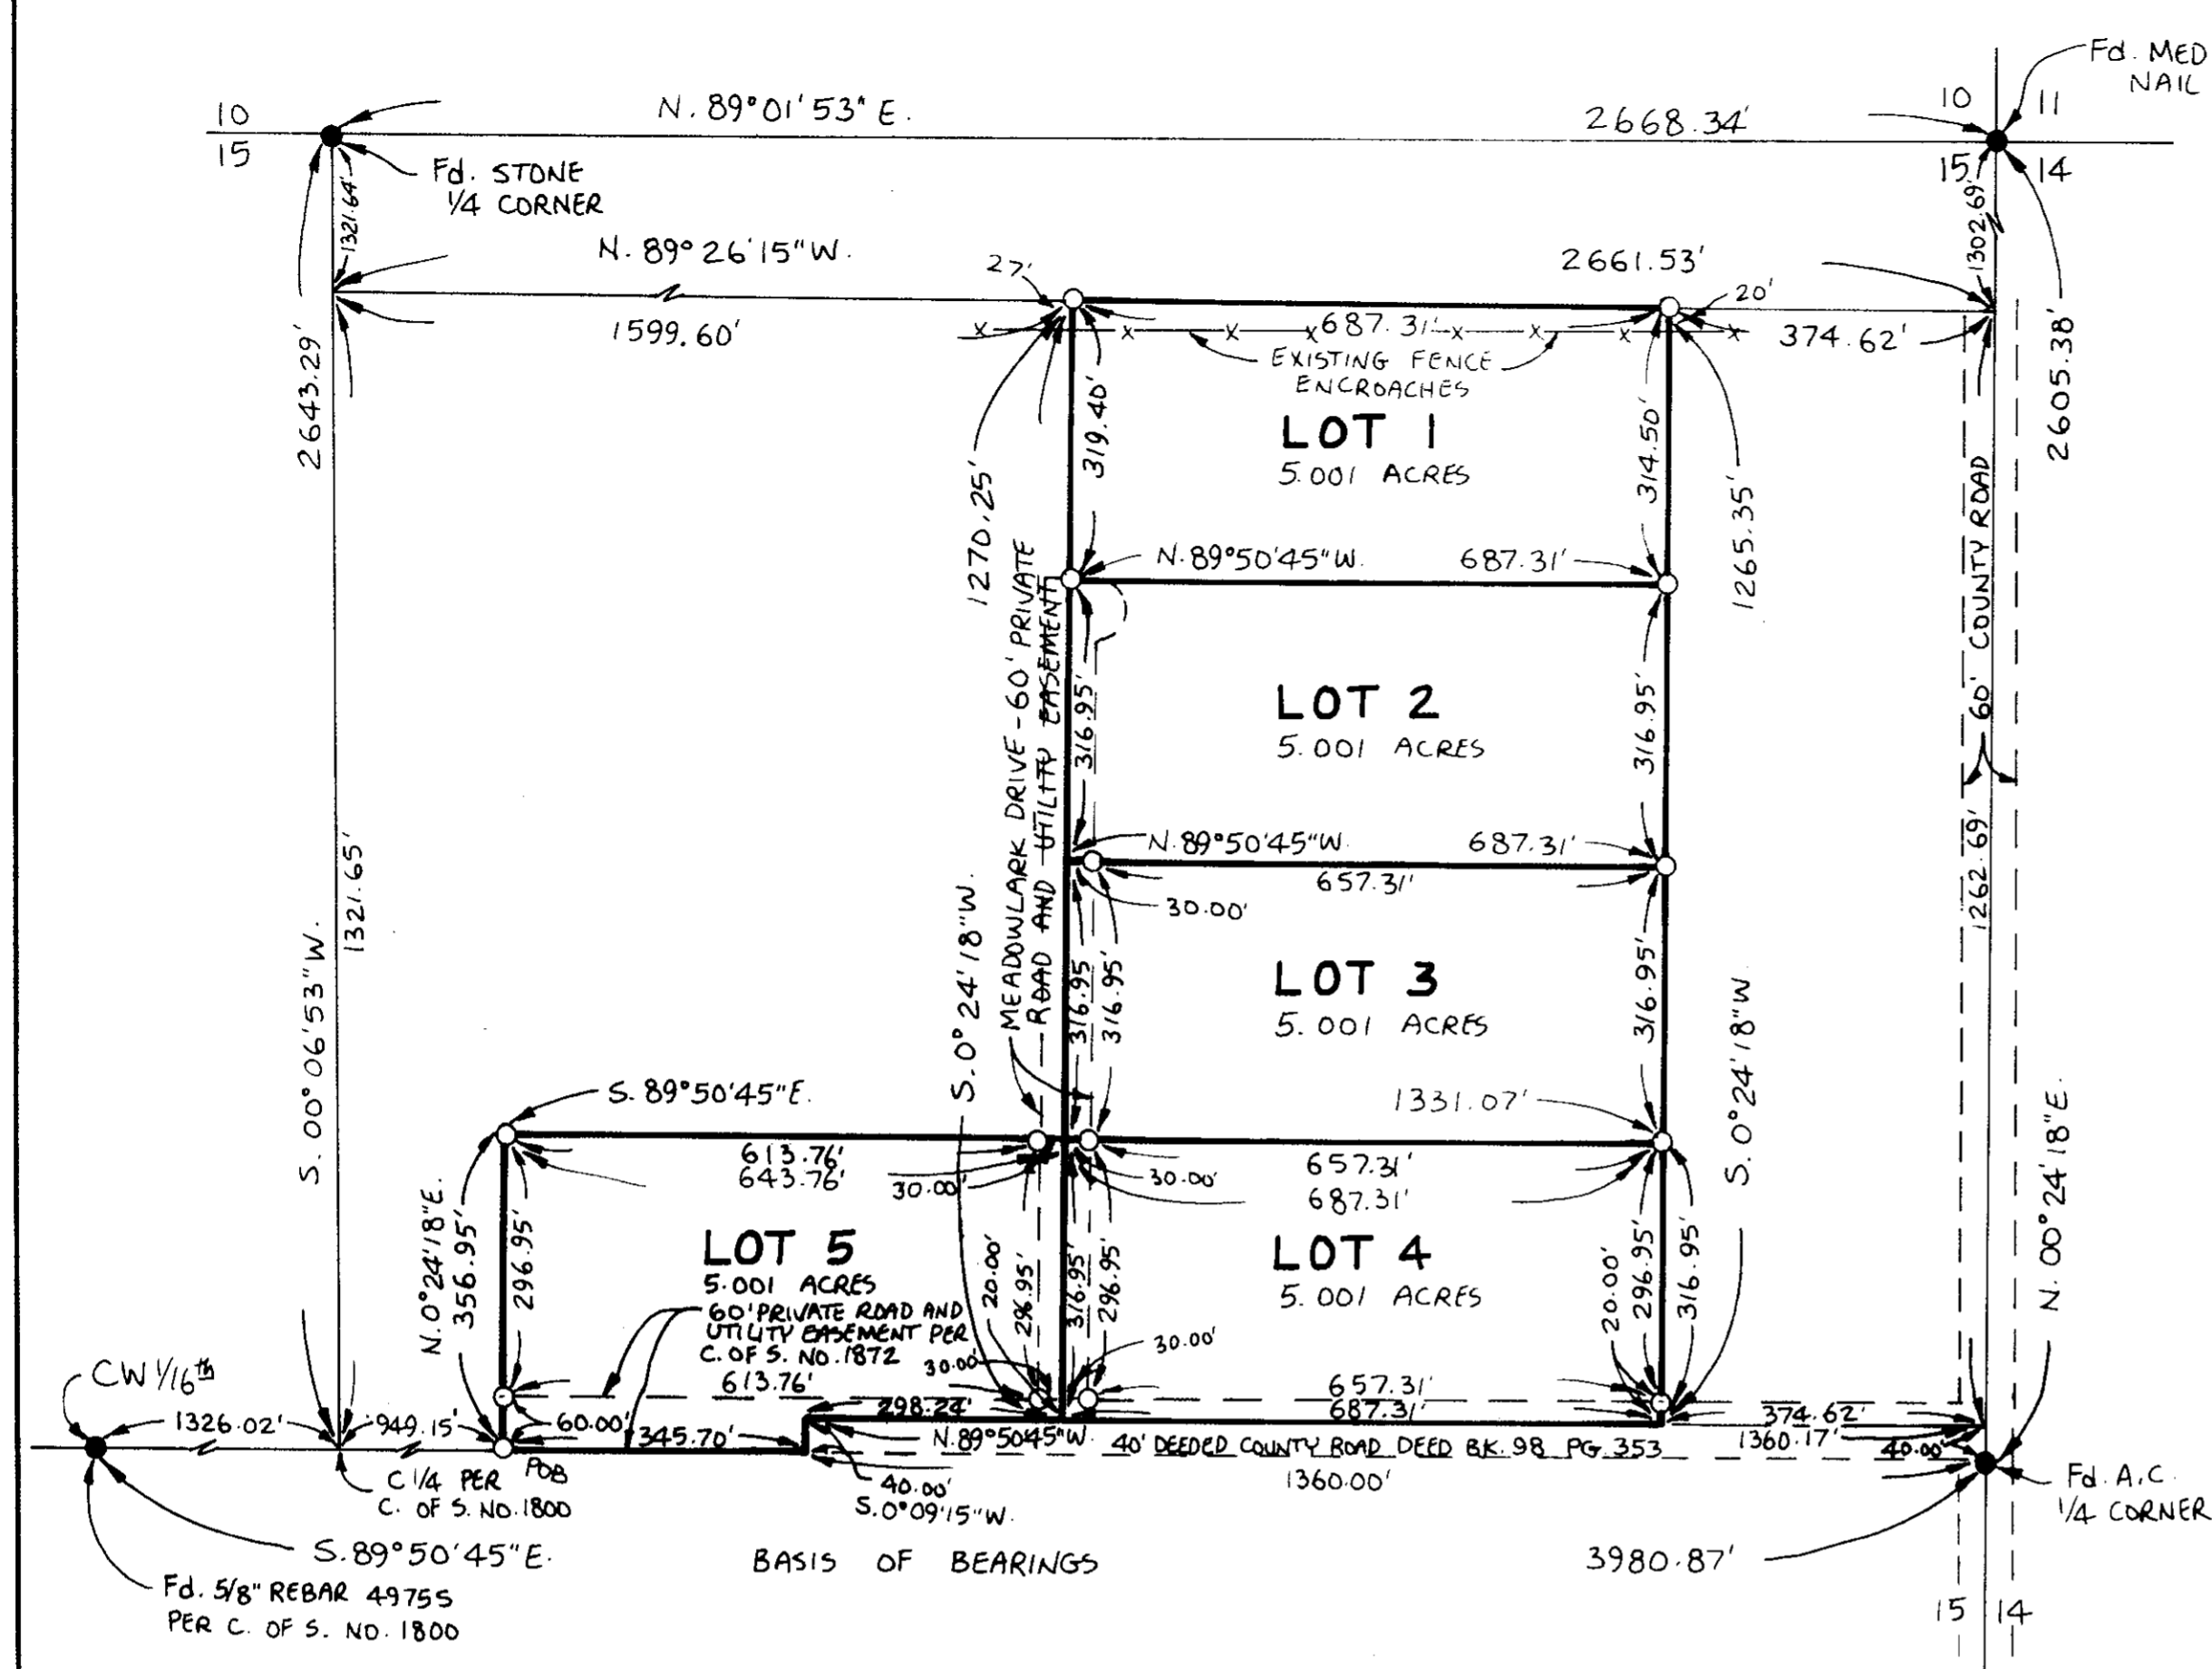 10
15
N. 89°01'53" E.
2668.34'
10
11
15
14
Fd. MED
NAIL
Fd. STONE
1/4 CORNER
1321.64'
1302.69'
N. 89°26'15" W.
27'
2661.53'
20'
1599.60'
687.31'
374.62'
2643.29'
2605.38'
EXISTING FENCE
ENCROACHES
319.40'
314.50'
LOT 1
5.001 ACRES
1270.25'
1265.35'
60' COUNTY ROAD
N. 89°50'45" W.
687.31'
MEADOWLARK DRIVE - 60' PRIVATE
ROAD AND UTILITY EASEMENT
316.95'
316.95'
LOT 2
5.001 ACRES
N. 89°50'45" W.
687.31'
657.31'
30.00'
1262.69'
1321.65'
S. 00°06'53" W.
S. 0°24'18" W.
316.95
316.95'
316.95'
LOT 3
5.001 ACRES
S. 0°24'18" W
S. 89°50'45" E.
1331.07'
613.76'
643.76'
30.00'
30.00'
657.31'
687.31'
N. 0°24'18" E.
356.95'
296.95'
LOT 5
5.001 ACRES
60' PRIVATE ROAD AND
UTILITY EASEMENT PER
C. OF S. NO. 1872
20.00'
296.95'
316.95'
296.95'
LOT 4
5.001 ACRES
20.00'
296.95'
316.95'
N. 00°24'18" E.
30.00'
30.00'
613.76'
657.31'
CW 1/16th
1326.02'
949.15'
60.00'
345.70'
298.24'
687.31'
374.62'
N. 89°50'45" W.
40' DEEDED COUNTY ROAD DEED BK. 98 PG. 353
1360.17'
40.00'
POB
C 1/4 PER
C. OF S. NO. 1800
40.00'
S. 0°09'15" W.
1360.00'
Fd. A.C.
1/4 CORNER
S. 89°50'45" E.
BASIS OF BEARINGS
3980.87'
Fd. 5/8" REBAR 4975S
PER C. OF S. NO. 1800
15
14